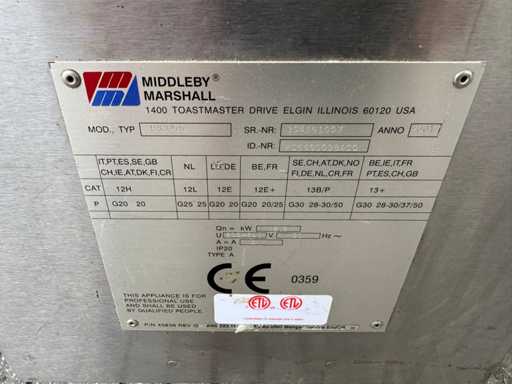 MIDDLEBY®
MARSHALL
1400 TOASTMASTER DRIVE ELGIN ILLINOIS 60120 USA
MOD., TYP SR.-NR: ANNO
ID.-NR:
IT,PT,ES,SE,GB NL LU,DE BE,FR SE,CH,AT,DK,NO BE,IE,IT,FR
CH,IE,AT,DK,FI,CR FI,DE,NL,CR,FR PT,ES,CH,GB
CAT 12H 12L 12E 12E+ 13B/P 13+
P G20 20 G25 25 G20 20 G20 20/25 G30 28-30/50 G30 28-30/37/50
Qn = kW
U V. Hz ~
A = A
IP20
TYPE A
CE 0359
THIS APPLIANCE IS FOR
PROFESSIONAL USE
AND SHALL BE USED
BY QUALIFIED PEOPLE.
ETL ETL
P/N 45836 REV G